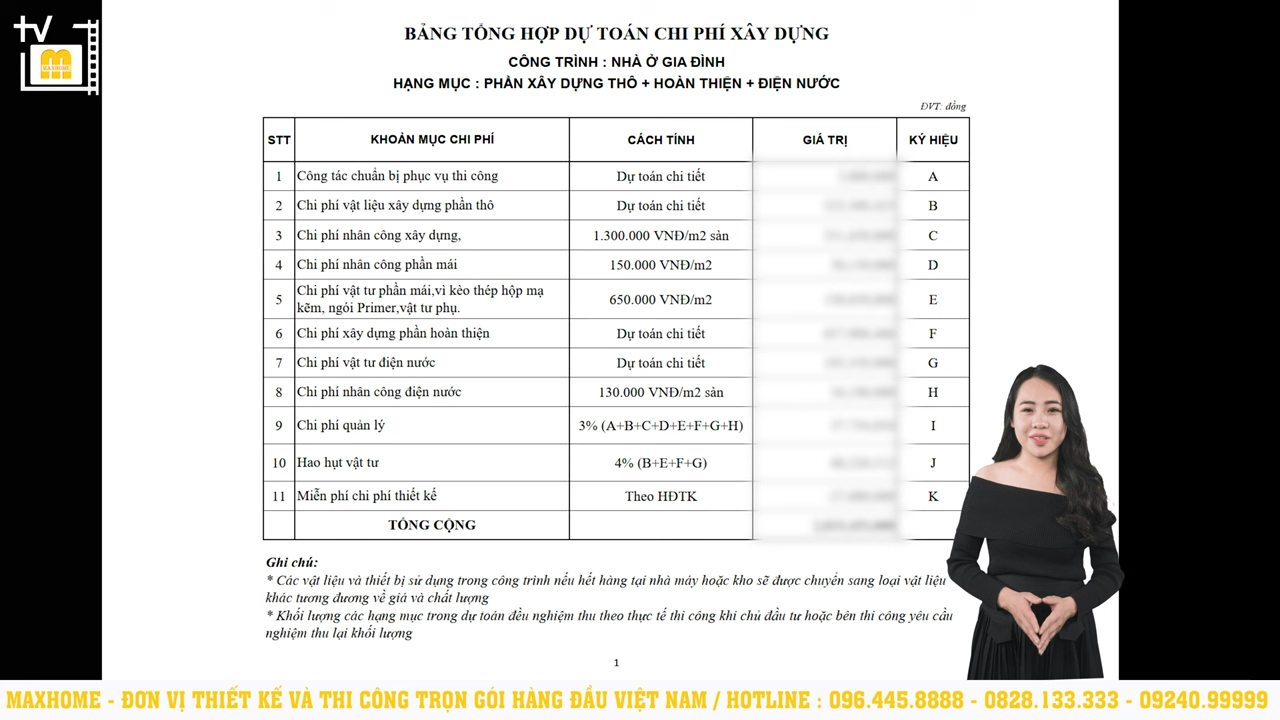 tv
MAXHOME
BẢNG TỔNG HỢP DỰ TOÁN CHI PHÍ XÂY DỰNG
CÔNG TRÌNH : NHÀ Ở GIA ĐÌNH
HẠNG MỤC : PHẦN XÂY DỰNG THÔ + HOÀN THIỆN + ĐIỆN NƯỚC
ĐVT: đồng
STT KHOẢN MỤC CHI PHÍ CÁCH TÍNH GIÁ TRỊ KÝ HIỆU
1 Công tác chuẩn bị phục vụ thi công Dự toán chi tiết A
2 Chi phí vật liệu xây dựng phần thô Dự toán chi tiết B
3 Chi phí nhân công xây dựng, 1.300.000 VNĐ/m2 sàn C
4 Chi phí nhân công phần mái 150.000 VNĐ/m2 D
5 Chi phí vật tư phần mái,vì kèo thép hộp mạ
kẽm, ngói Primer,vật tư phụ. 650.000 VNĐ/m2 E
6 Chi phí xây dựng phần hoàn thiện Dự toán chi tiết F
7 Chi phí vật tư điện nước Dự toán chi tiết G
8 Chi phí nhân công điện nước 130.000 VNĐ/m2 sàn H
9 Chi phí quản lý 3% (A+B+C+D+E+F+G+H) I
10 Hao hụt vật tư 4% (B+E+F+G) J
11 Miễn phí chi phí thiết kế Theo HĐTK K
TỔNG CỘNG
Ghi chú:
* Các vật liệu và thiết bị sử dụng trong công trình nếu hết hàng tại nhà máy hoặc kho sẽ được chuyển sang loại vật liệu
khác tương đương về giá và chất lượng
* Khối lượng các hạng mục trong dự toán đều nghiệm thu theo thực tế thi công khi chủ đầu tư hoặc bên thi công yêu cầu
nghiệm thu lại khối lượng
1
MAXHOME - ĐƠN VỊ THIẾT KẾ VÀ THI CÔNG TRỌN GÓI HÀNG ĐẦU VIỆT NAM / HOTLINE : 096.445.8888 - 0828.133.333 - 09240.99999